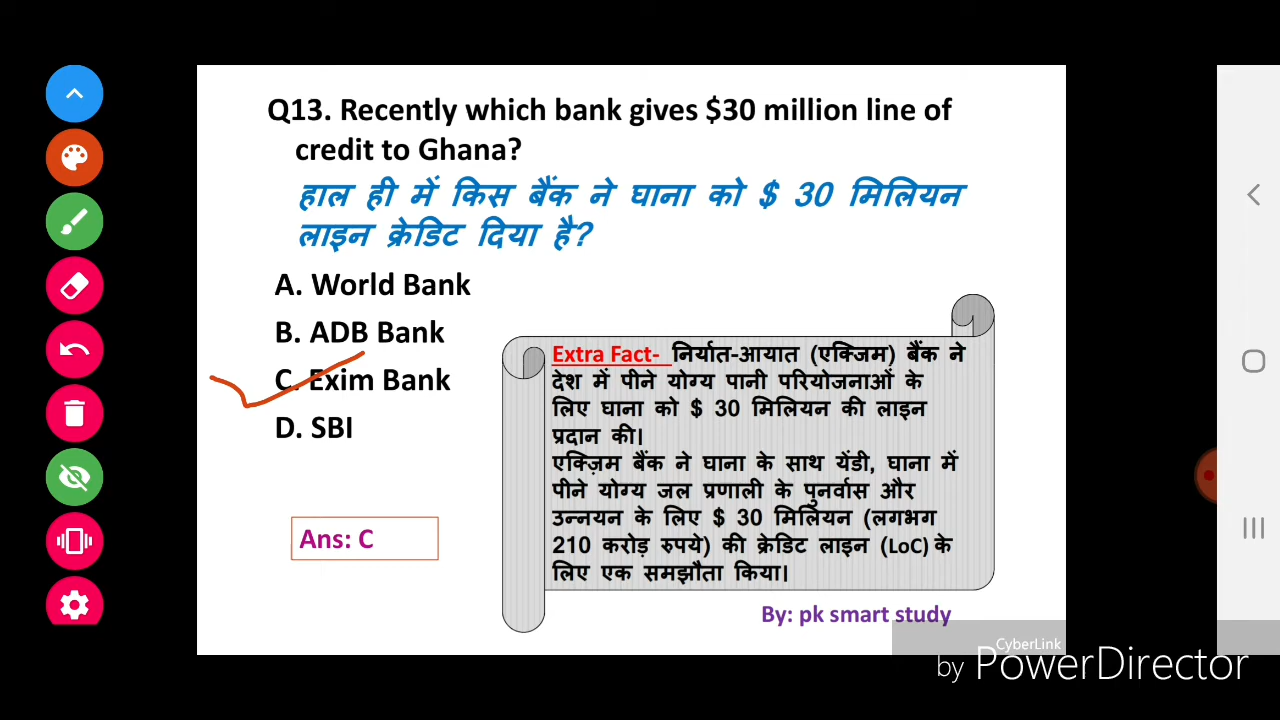 Q13. Recently which bank gives $30 million line of
credit to Ghana?
हाल ही में किस बैंक ने घाना को $ 30 मिलियन
लाइन क्रेडिट दिया है?
A. World Bank
B. ADB Bank
C. Exim Bank
D. SBI
Ans: C
Extra Fact- निर्यात-आयात (एक्जिम) बैंक ने
देश में पीने योग्य पानी परियोजनाओं के
लिए घाना को $ 30 मिलियन की लाइन
प्रदान की।
एक्ज़िम बैंक ने घाना के साथ येंडी, घाना में
पीने योग्य जल प्रणाली के पुनर्वास और
उन्नयन के लिए $ 30 मिलियन (लगभग
210 करोड़ रुपये) की क्रेडिट लाइन (LoC) के
लिए एक समझौता किया।
By: pk smart study
CyberLink
by PowerDirector